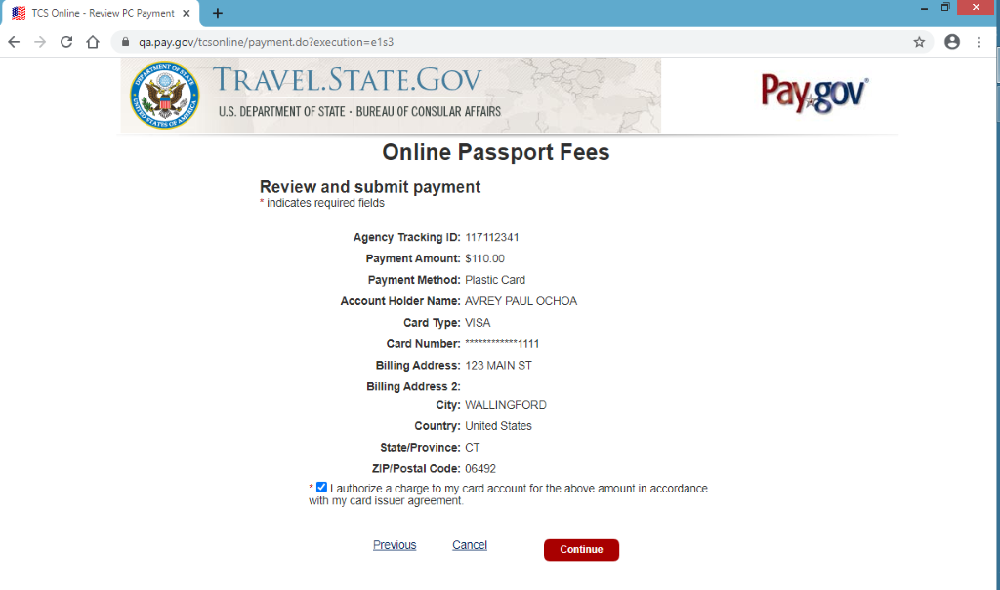 TCS Online - Review PC Payment
qa.pay.gov/tcsonline/payment.do?execution=e1s3
DEPARTMENT OF STATE
UNITED STATES OF AMERICA
TRAVEL.STATE.GOV
U.S. DEPARTMENT OF STATE - BUREAU OF CONSULAR AFFAIRS
Pay.gov®
Online Passport Fees
Review and submit payment
* indicates required fields
Agency Tracking ID: 117112341
Payment Amount: $110.00
Payment Method: Plastic Card
Account Holder Name: AVREY PAUL OCHOA
Card Type: VISA
Card Number: ************1111
Billing Address: 123 MAIN ST
Billing Address 2:
City: WALLINGFORD
Country: United States
State/Province: CT
ZIP/Postal Code: 06492
* I authorize a charge to my card account for the above amount in accordance
with my card issuer agreement.
Previous Cancel Continue